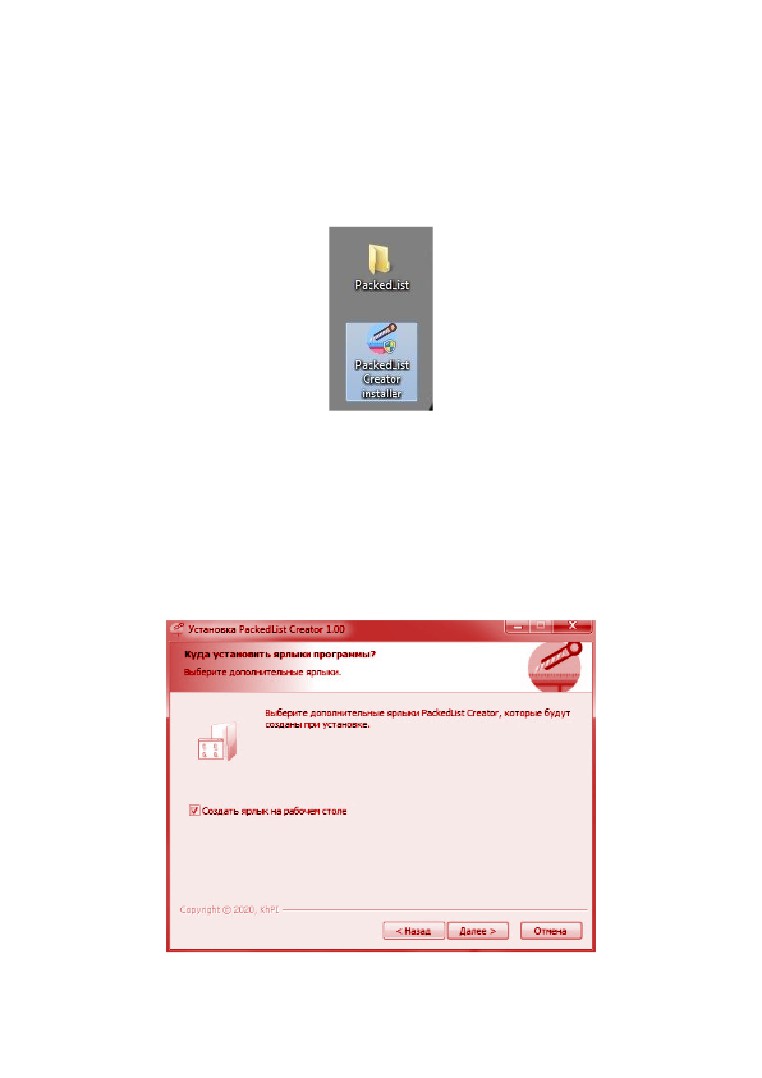 PackedList
PackedList
Creator
installer
Установка PackedList Creator 1.00
Куда установить ярлыки программы?
Выберите дополнительные ярлыки.
Выберите дополнительные ярлыки PackedList Creator, которые будут
созданы при установке.
Создать ярлык на рабочем столе
Copyright © 2020, KhPI
< Назад
Далее >
Отмена